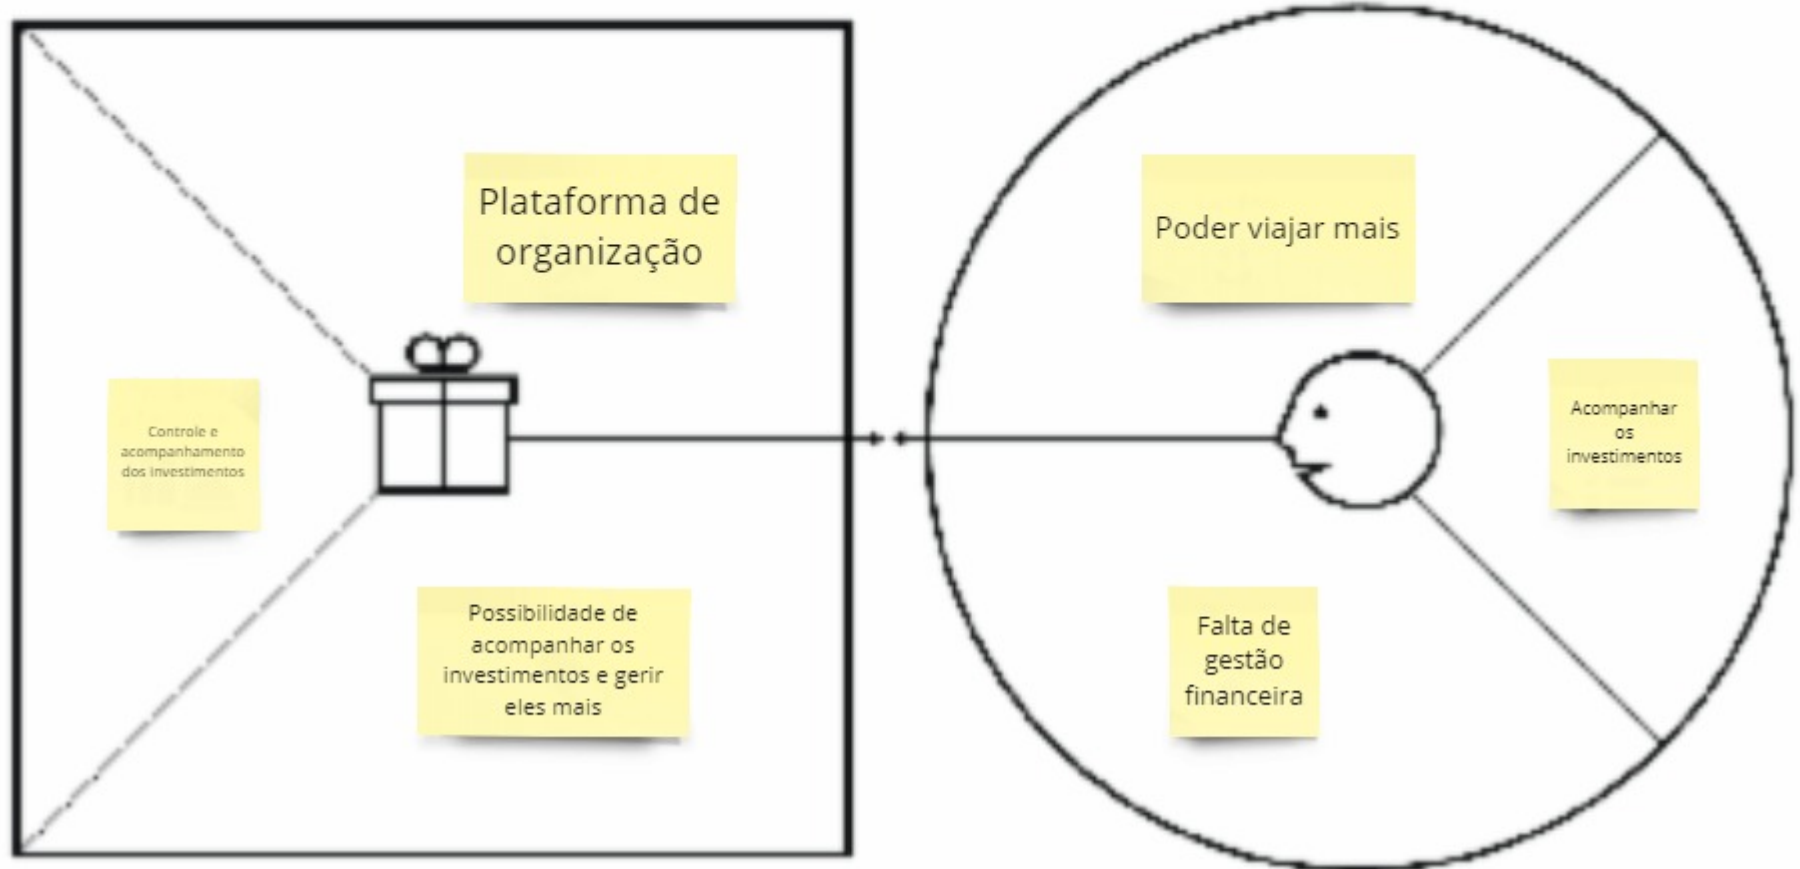 Plataforma de
organização
Controle e
acompanhamento
dos investimentos
Possibilidade de
acompanhar os
investimentos e gerir
eles mais
Poder viajar mais
Acompanhar
os
investimentos
Falta de
gestão
financeira